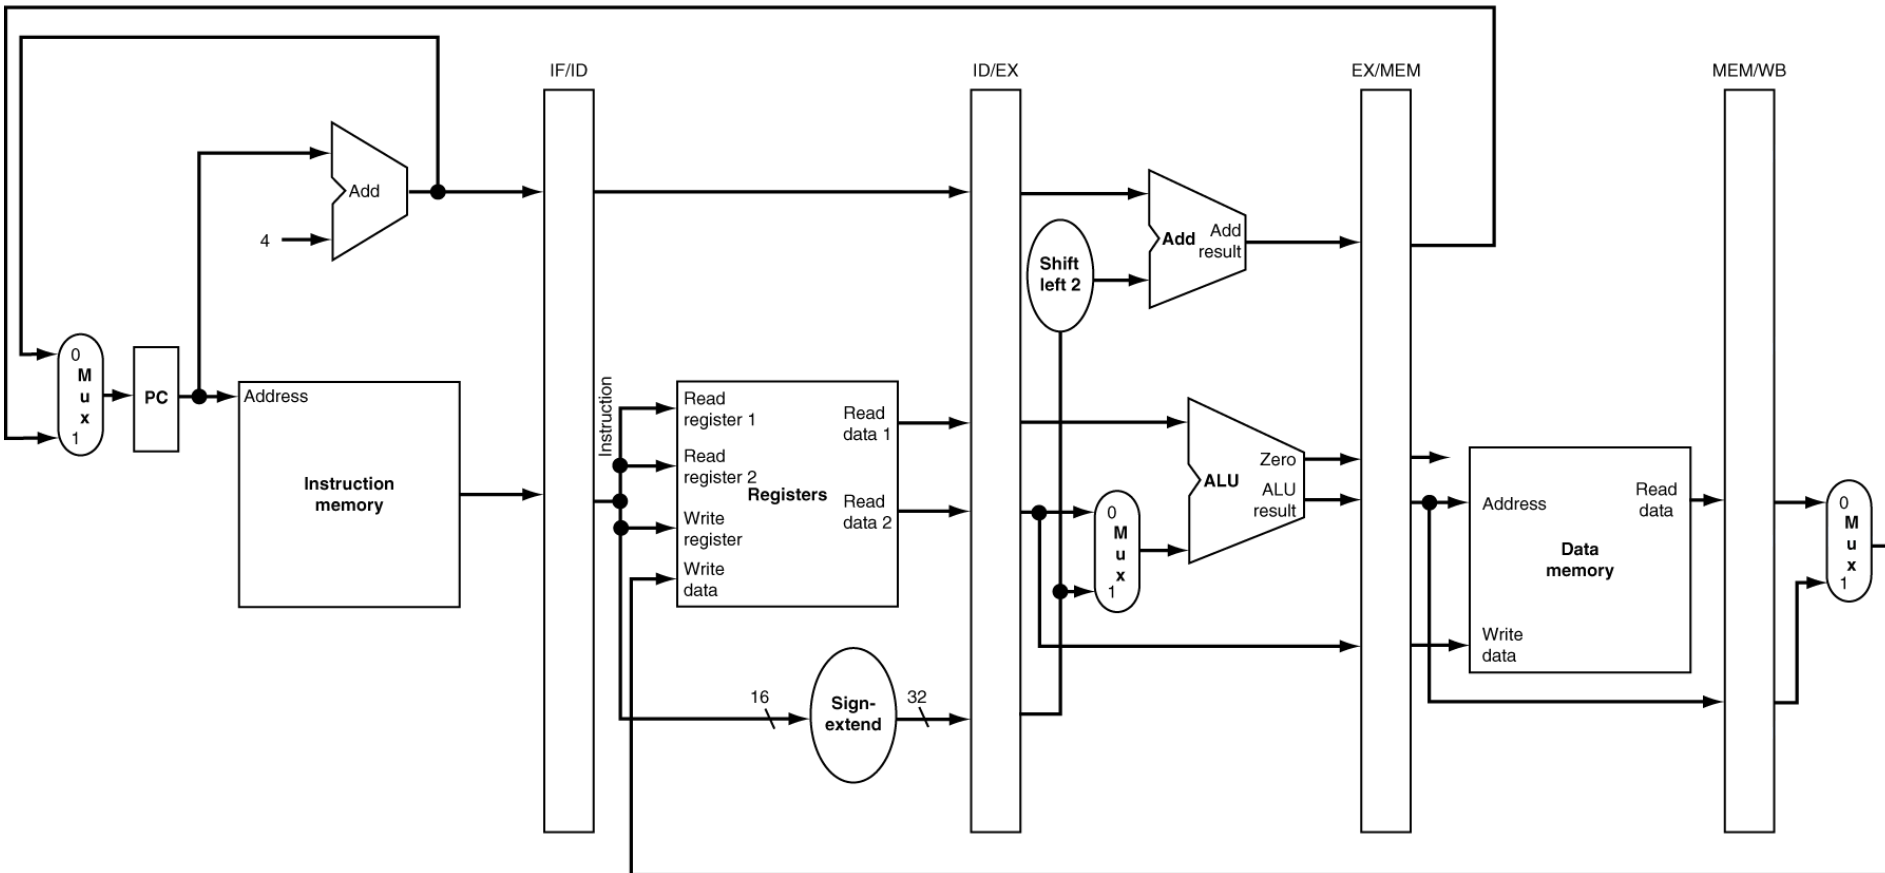 IF/ID
ID/EX
EX/MEM
MEM/WB
Add
4
0
M
u
x
1
PC
Address
Instruction
memory
Instruction
Read
register 1
Read
register 2
Write
register
Write
data
Registers
Read
data 1
Read
data 2
16
Sign-
extend
32
Shift
left 2
Add
Add
result
0
M
u
x
1
ALU
Zero
ALU
result
Address
Read
data
Data
memory
Write
data
0
M
u
x
1